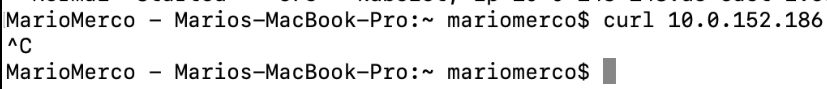 MarioMerco - Marios-MacBook-Pro:~ mariomerco$ curl 10.0.152.186
^C
MarioMerco - Marios-MacBook-Pro:~ mariomerco$